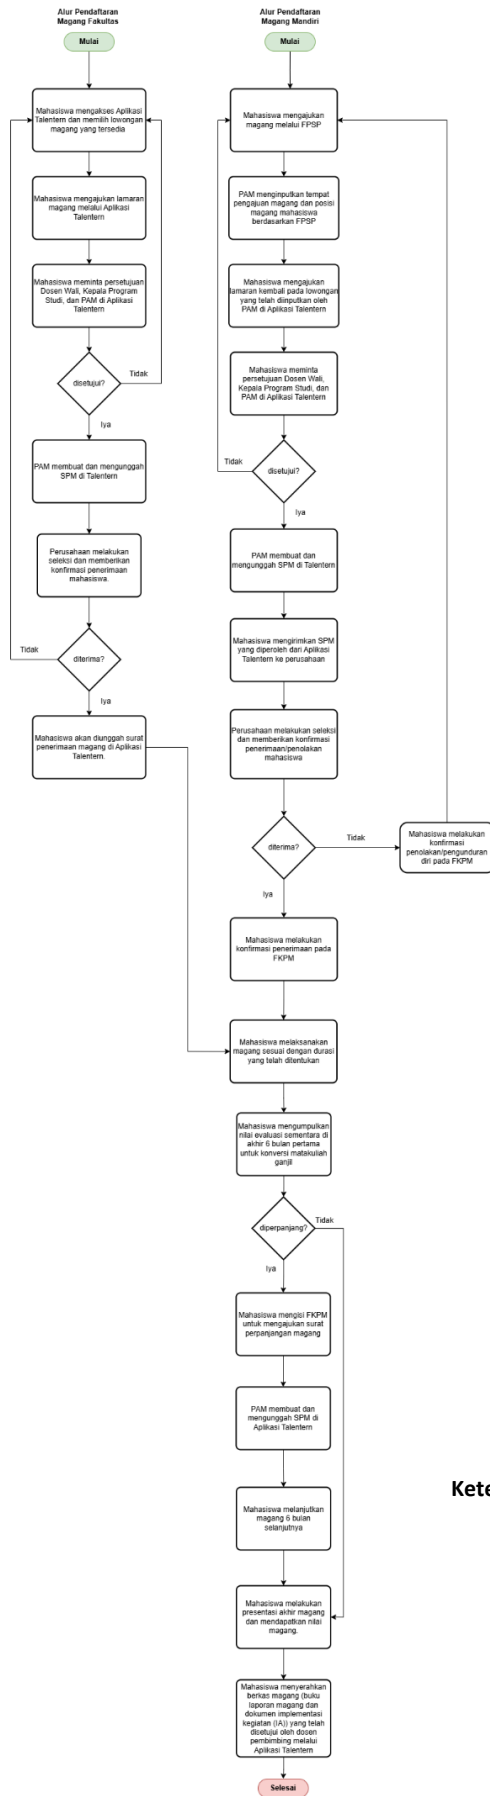 Alur Pendaftaran
Magang Fakultas
Mulai
Mahasiswa mengakses Aplikasi
Talentern dan memilih lowongan
magang yang tersedia
Mahasiswa mengajukan lamaran
magang melalui Aplikasi
Talentern
Mahasiswa meminta persetujuan
Dosen Wali, Kepala Program
Studi, dan PAM di Aplikasi
Talentern
disetujui?
Tidak
Iya
PAM membuat dan mengunggah
SPM di Talentern
Perusahaan melakukan
seleksi dan memberikan
konfirmasi penerimaan
mahasiswa.
Tidak
diterima?
Iya
Mahasiswa akan diunggah surat
penerimaan magang di Aplikasi
Talentern.
Alur Pendaftaran
Magang Mandiri
Mulai
Mahasiswa mengajukan
magang melalui FPSP
PAM menginputkan tempat
pengajuan magang dan posisi
magang mahasiswa
berdasarkan FPSP
Mahasiswa mengajukan
lamaran kembali pada lowongan
yang telah diinputkan oleh
PAM di Aplikasi Talentern
Mahasiswa meminta
persetujuan Dosen Wali,
Kepala Program Studi, dan
PAM di Aplikasi Talentern
Tidak
disetujui?
Iya
PAM membuat dan
mengunggah SPM di Talentern
Mahasiswa mengirimkan SPM
yang diperoleh dari Aplikasi
Talentern ke perusahaan
Perusahaan melakukan seleksi
dan memberikan konfirmasi
penerimaan/penolakan
mahasiswa
diterima?
Tidak
Mahasiswa melakukan
konfirmasi
penolakan/pengunduran
diri pada FKPM
Iya
Mahasiswa melakukan
konfirmasi penerimaan pada
FKPM
Mahasiswa melaksanakan
magang sesuai dengan durasi
yang telah ditentukan
Mahasiswa mengumpulkan
nilai evaluasi sementara di
akhir 6 bulan pertama
untuk konversi matakuliah
ganjil
diperpanjang?
Tidak
Iya
Mahasiswa mengisi FKPM
untuk mengajukan surat
perpanjangan magang
PAM membuat dan
mengunggah SPM di
Aplikasi Talentern
Mahasiswa melanjutkan
magang 6 bulan
selanjutnya
Kete
Mahasiswa melakukan
presentasi akhir magang
dan mendapatkan nilai
magang.
Mahasiswa menyerahkan
berkas magang (buku
laporan magang dan
dokumen implementasi
kegiatan (IA)) yang telah
disetujui oleh dosen
pembimbing melalui
Aplikasi Talentern
Selesai